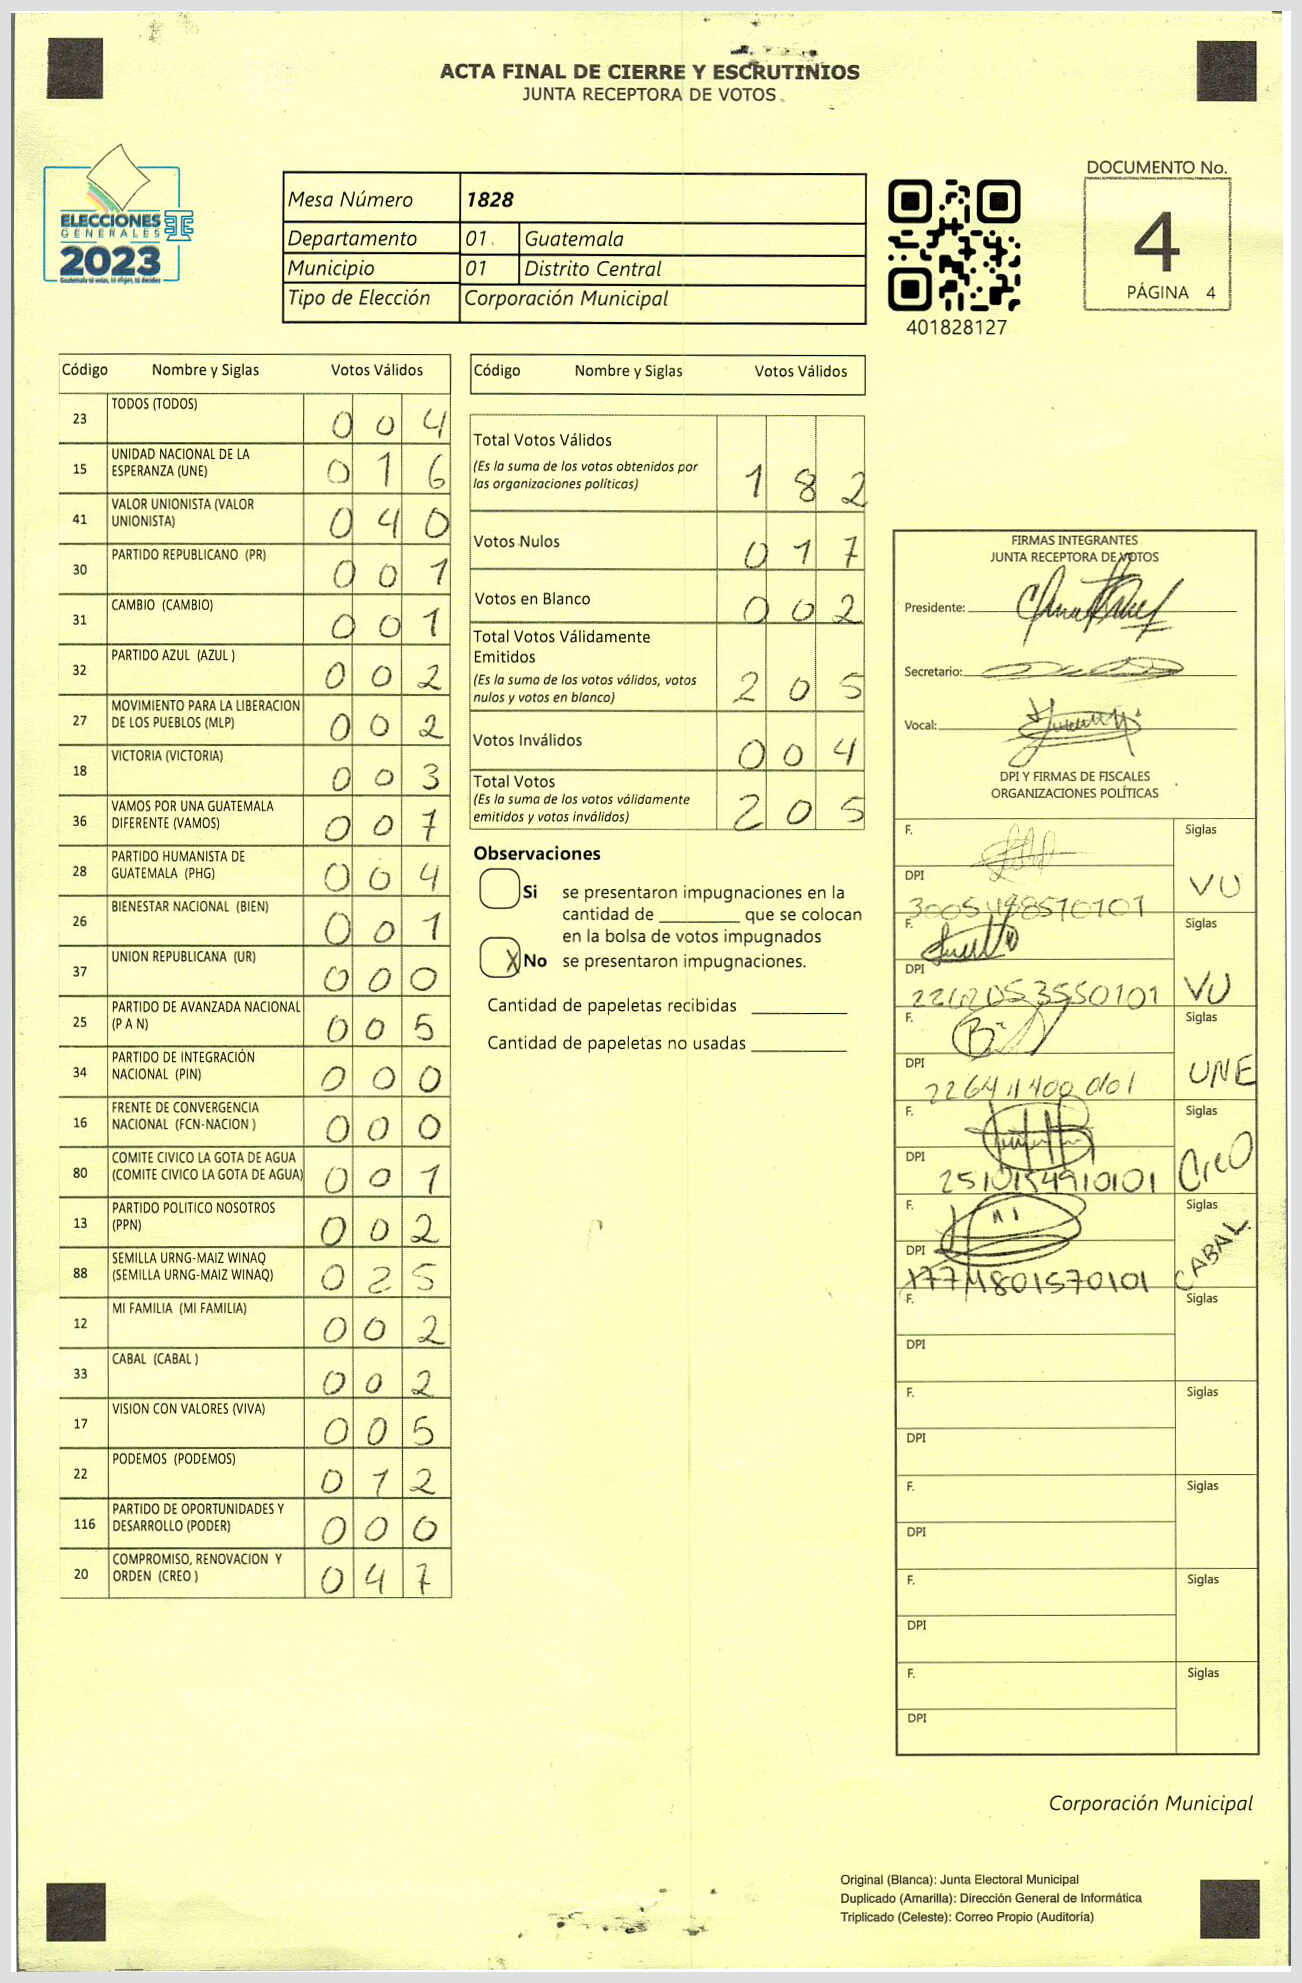 ACTA FINAL DE CIERRE Y ESCRUTINIOS
JUNTA RECEPTORA DE VOTOS
ELECCIONES
GENERALES
2023
Mesa Número 1828
Departamento 01 Guatemala
Municipio 01 Distrito Central
Tipo de Elección Corporación Municipal
401828127
DOCUMENTO No.
4
PÁGINA 4
Código Nombre y Siglas Votos Válidos
23 TODOS (TODOS) 0 0 4
15 UNIDAD NACIONAL DE LA
ESPERANZA (UNE) 0 1 6
41 VALOR UNIONISTA (VALOR
UNIONISTA) 0 4 0
30 PARTIDO REPUBLICANO (PR) 0 0 1
31 CAMBIO (CAMBIO) 0 0 1
32 PARTIDO AZUL (AZUL ) 0 0 2
27 MOVIMIENTO PARA LA LIBERACION
DE LOS PUEBLOS (MLP) 0 0 2
18 VICTORIA (VICTORIA) 0 0 3
36 VAMOS POR UNA GUATEMALA
DIFERENTE (VAMOS) 0 0 7
28 PARTIDO HUMANISTA DE
GUATEMALA (PHG) 0 0 4
26 BIENESTAR NACIONAL (BIEN) 0 0 1
37 UNION REPUBLICANA (UR) 0 0 0
25 PARTIDO DE AVANZADA NACIONAL
(P A N) 0 0 5
34 PARTIDO DE INTEGRACIÓN
NACIONAL (PIN) 0 0 0
16 FRENTE DE CONVERGENCIA
NACIONAL (FCN-NACION ) 0 0 0
80 COMITE CIVICO LA GOTA DE AGUA
(COMITE CIVICO LA GOTA DE AGUA) 0 0 1
13 PARTIDO POLITICO NOSOTROS
(PPN) 0 0 2
88 SEMILLA URNG-MAIZ WINAQ
(SEMILLA URNG-MAIZ WINAQ) 0 2 5
12 MI FAMILIA (MI FAMILIA) 0 0 2
33 CABAL (CABAL ) 0 0 2
17 VISION CON VALORES (VIVA) 0 0 5
22 PODEMOS (PODEMOS) 0 1 2
116 PARTIDO DE OPORTUNIDADES Y
DESARROLLO (PODER) 0 0 0
20 COMPROMISO, RENOVACION Y
ORDEN (CREO ) 0 4 7
Código Nombre y Siglas Votos Válidos
Total Votos Válidos
(Es la suma de los votos obtenidos por
las organizaciones políticas) 1 8 2
Votos Nulos 0 1 7
Votos en Blanco 0 0 2
Total Votos Válidamente
Emitidos
(Es la suma de los votos válidos, votos
nulos y votos en blanco) 2 0 5
Votos Inválidos 0 0 4
Total Votos
(Es la suma de los votos válidamente
emitidos y votos inválidos) 2 0 5
Observaciones
Si se presentaron impugnaciones en la
cantidad de ________ que se colocan
en la bolsa de votos impugnados
X No se presentaron impugnaciones.
Cantidad de papeletas recibidas
Cantidad de papeletas no usadas
FIRMAS INTEGRANTES
JUNTA RECEPTORA DE VOTOS
Presidente:
Secretario:
Vocal:
DPI Y FIRMAS DE FISCALES
ORGANIZACIONES POLÍTICAS
F. Siglas
DPI VU
F. Siglas
DPI VU
F. Siglas
DPI UNE
F. Siglas
DPI 2510154910101 CreO
F. Siglas
DPI CABAL
F. Siglas
DPI
F. Siglas
DPI
F. Siglas
DPI
F. Siglas
DPI
F. Siglas
DPI
Corporación Municipal
Original (Blanca): Junta Electoral Municipal
Duplicado (Amarilla): Dirección General de Informática
Triplicado (Celeste): Correo Propio (Auditoría)